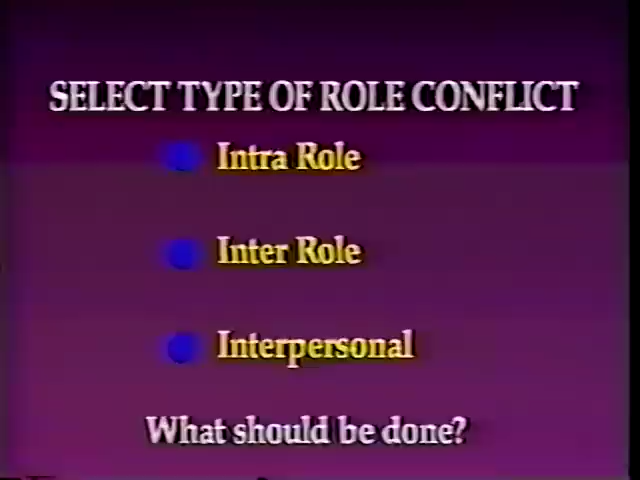 SELECT TYPE OF ROLE CONFLICT
Intra Role
Inter Role
Interpersonal
What should be done?